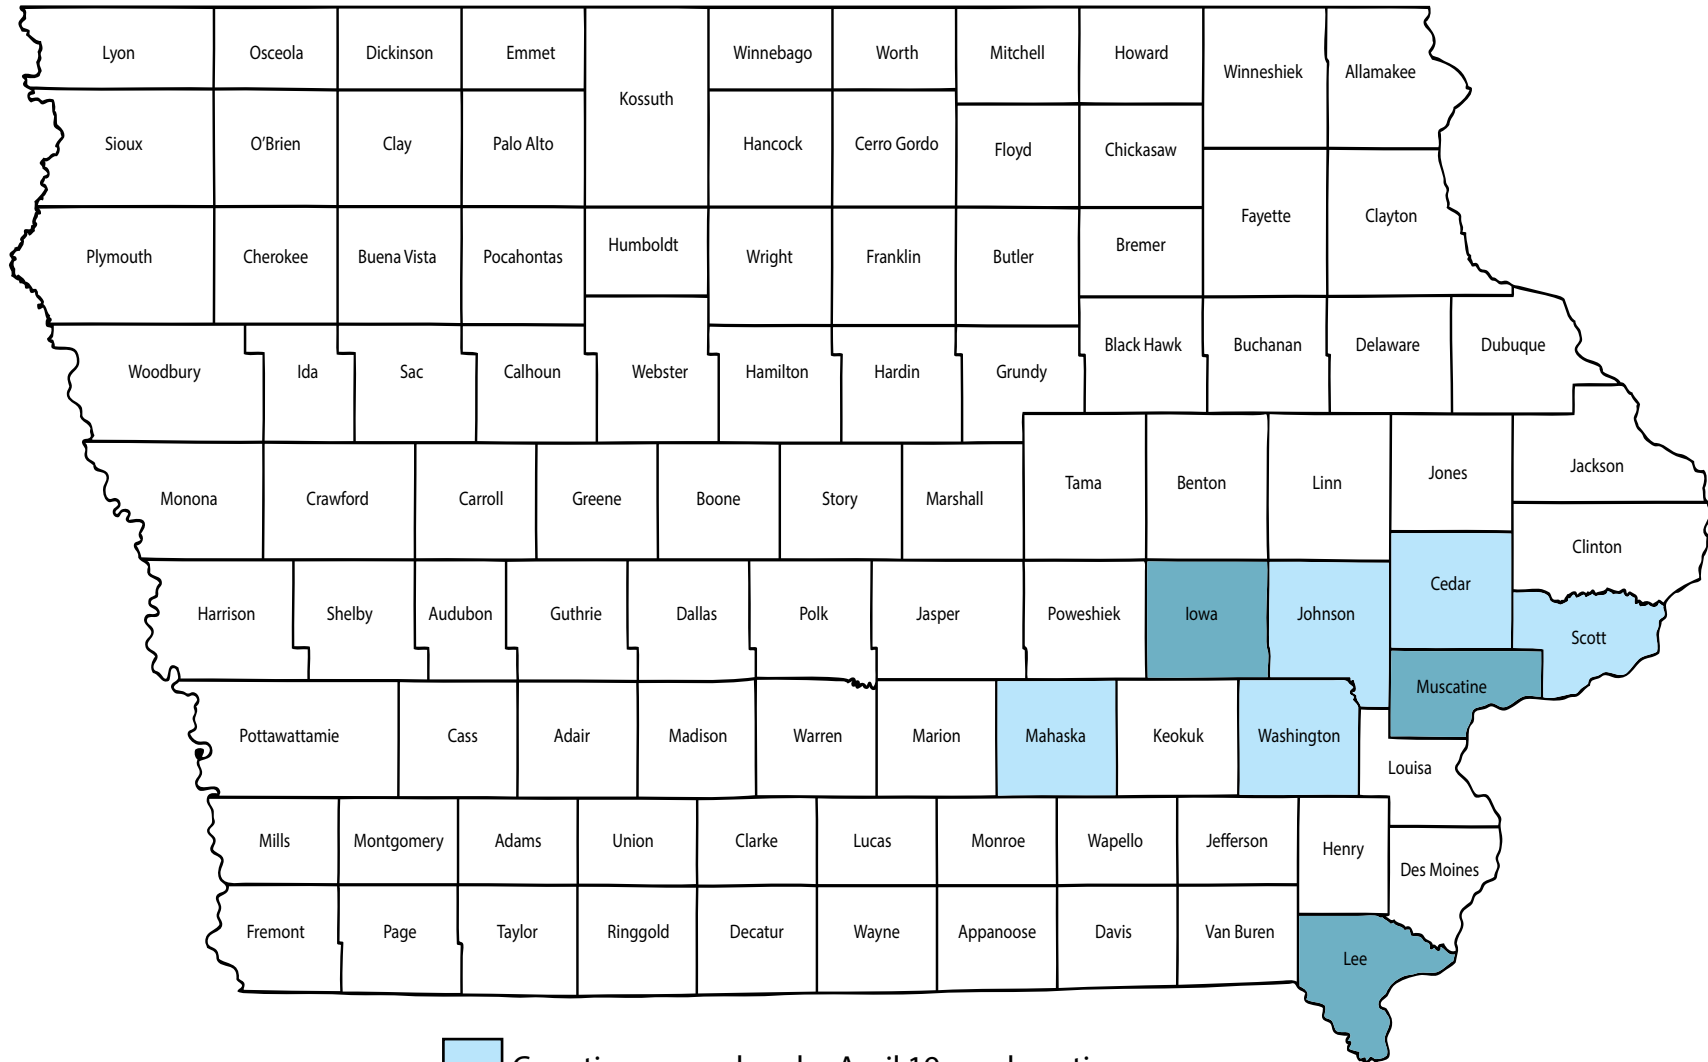 Lyon Osceola Dickinson Emmet Kossuth Winnebago Worth Mitchell Howard Winneshiek Allamakee
Sioux O'Brien Clay Palo Alto Hancock Cerro Gordo Floyd Chickasaw
Fayette Clayton
Plymouth Cherokee Buena Vista Pocahontas Humboldt Wright Franklin Butler Bremer
Black Hawk Buchanan Delaware Dubuque
Woodbury Ida Sac Calhoun Webster Hamilton Hardin Grundy
Monona Crawford Carroll Greene Boone Story Marshall Tama Benton Linn Jones Jackson
Clinton
Cedar
Harrison Shelby Audubon Guthrie Dallas Polk Jasper Poweshiek Iowa Johnson Scott
Muscatine
Pottawattamie Cass Adair Madison Warren Marion Mahaska Keokuk Washington
Louisa
Mills Montgomery Adams Union Clarke Lucas Monroe Wapello Jefferson Henry
Des Moines
Fremont Page Taylor Ringgold Decatur Wayne Appanoose Davis Van Buren
Lee